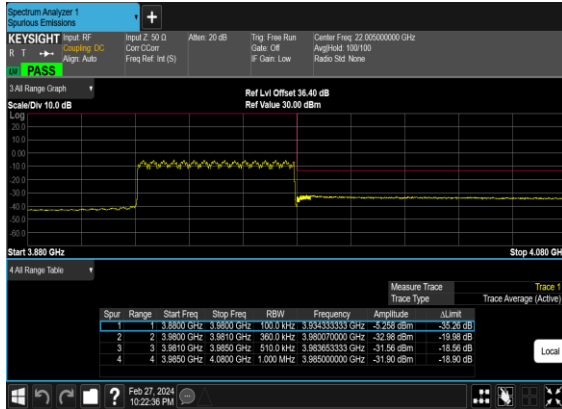 Spectrum Analyzer 1
Spurious Emissions
+
KEYSIGHT Input: RF Input Z: 50 Ω Atten: 20 dB Trig: Free Run Center Freq: 22.005000000 GHz
R T Coupling: DC Corr CCorr Gate: Off Avg|Hold: 100/100
Align: Auto Freq Ref: Int (S) IF Gain: Low Radio Std: None
LXI PASS
3 All Range Graph
Ref Lvl Offset 36.40 dB
Scale/Div 10.0 dB Ref Value 30.00 dBm
Log
20.0
10.0
0.00
-10.0
-20.0
-30.0
-40.0
-50.0
-60.0
Start 3.880 GHz Stop 4.080 GH
4 All Range Table
Measure Trace Trace 1
Trace Type Trace Average (Active)
Spur Range Start Freq Stop Freq RBW Frequency Amplitude ΔLimit
1 1 3.8800 GHz 3.9800 GHz 100.0 kHz 3.934333333 GHz -5.258 dBm -35.26 dB
2 2 3.9800 GHz 3.9810 GHz 360.0 kHz 3.980070000 GHz -32.98 dBm -19.98 dB
3 3 3.9810 GHz 3.9850 GHz 510.0 kHz 3.983653333 GHz -31.56 dBm -18.56 dB
4 4 3.9850 GHz 4.0800 GHz 1.000 MHz 3.985000000 GHz -31.90 dBm -18.90 dB
Local
? Feb 27, 2024
10:22:36 PM